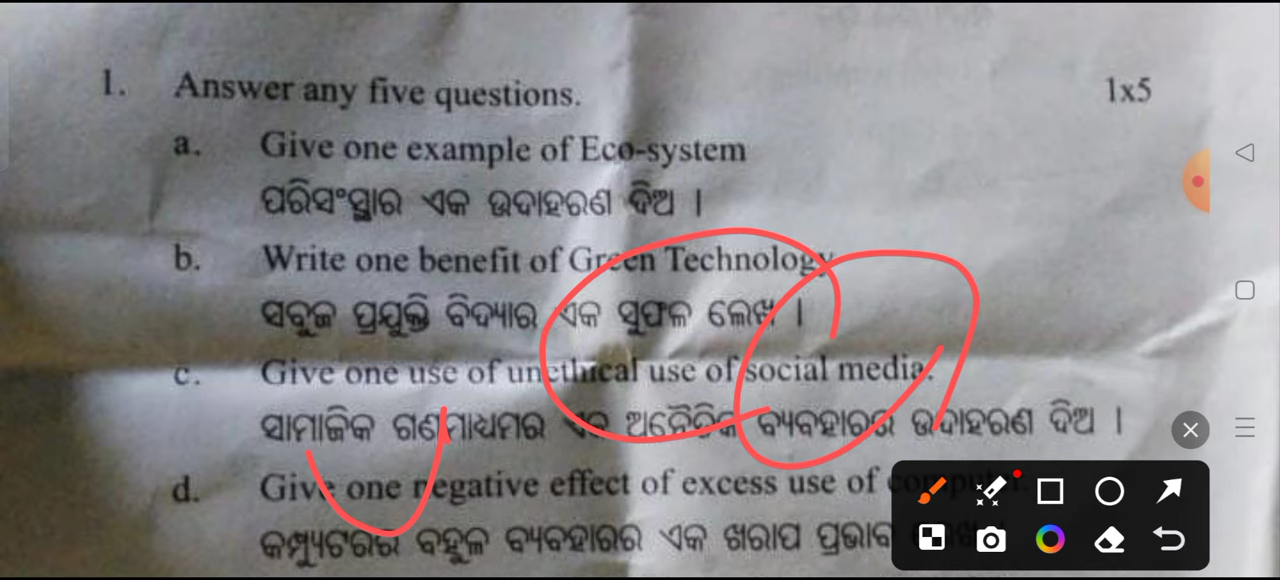 1. Answer any five questions. 1x5
a. Give one example of Eco-system
ପରିସଂସ୍ଥାର ଏକ ଉଦାହରଣ ଦିଅ ।
b. Write one benefit of Green Technology
ସବୁଜ ପ୍ରଯୁକ୍ତି ବିଦ୍ୟାର ଏକ ସୁଫଳ ଲେଖ ।
c. Give one use of unethical use of social media.
ସାମାଜିକ ଗଣମାଧ୍ୟମର ଏକ ଅନୈତିକ ବ୍ୟବହାରର ଉଦାହରଣ ଦିଅ ।
d. Give one negative effect of excess use of computer.
କମ୍ପ୍ୟୁଟରର ବହୁଳ ବ୍ୟବହାରର ଏକ ଖରାପ ପ୍ରଭାବ